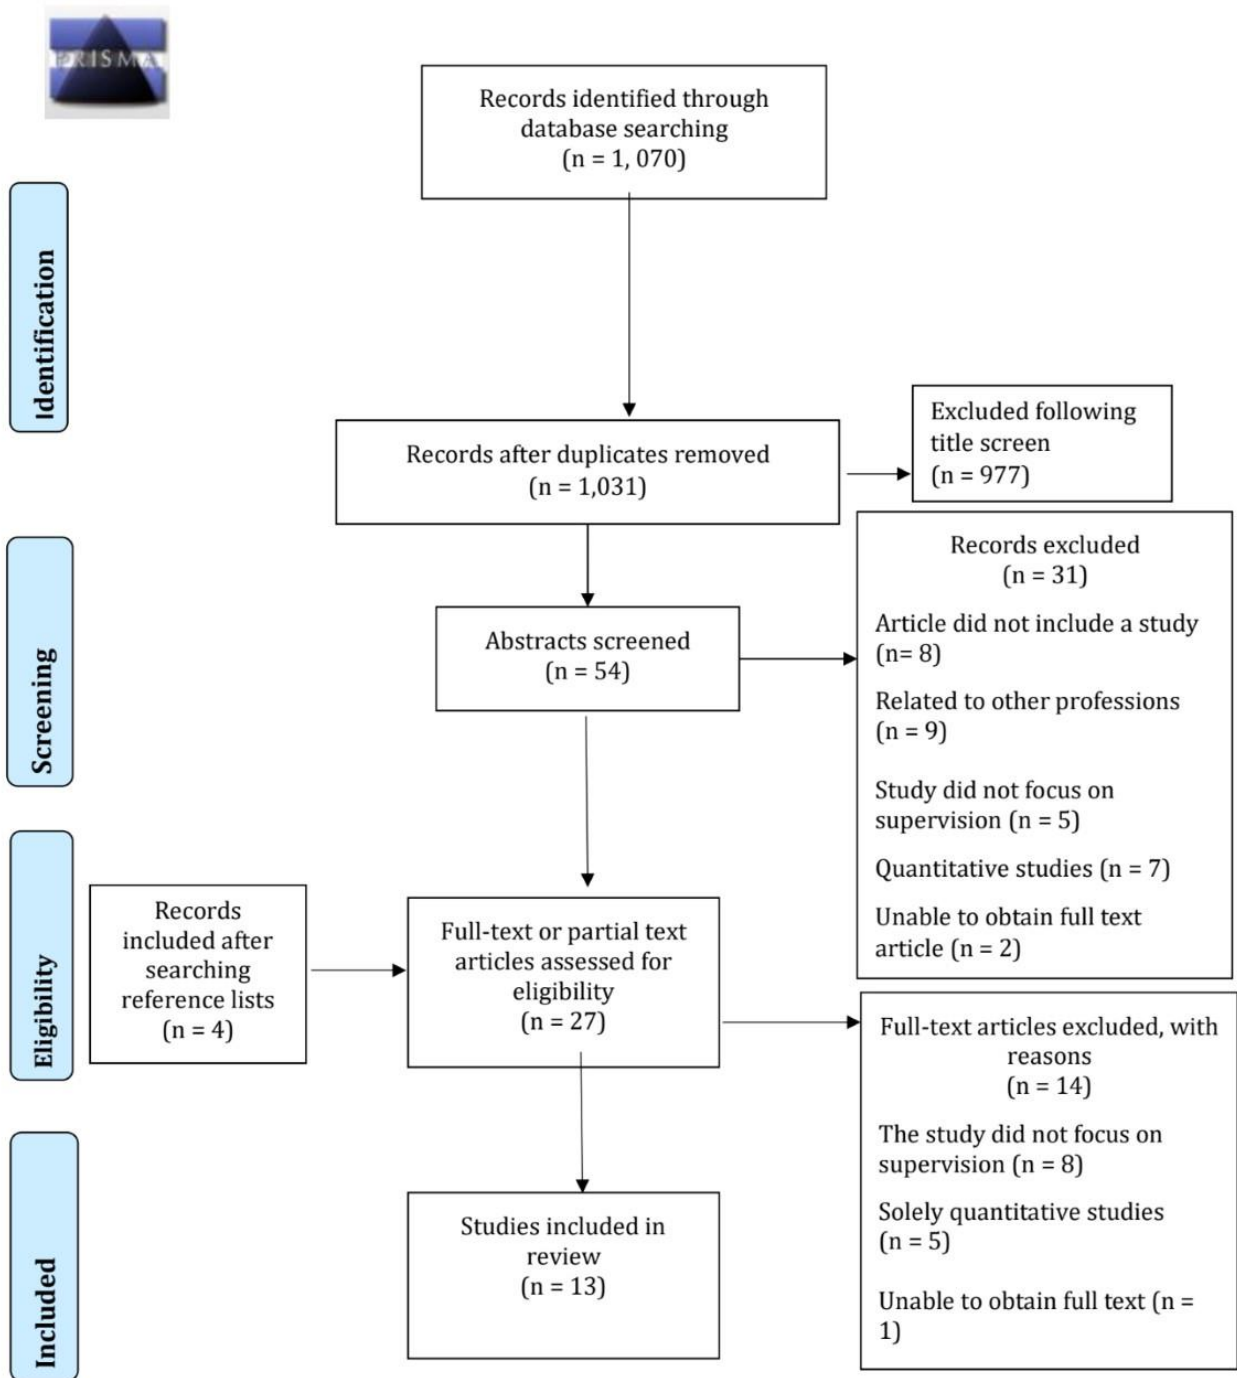 PRISMA
Records identified through
database searching
(n = 1, 070)
Identification
Records after duplicates removed
(n = 1,031)
Excluded following
title screen
(n = 977)
Screening
Abstracts screened
(n = 54)
Records excluded
(n = 31)
Article did not include a study
(n= 8)
Related to other professions
(n = 9)
Study did not focus on
supervision (n = 5)
Quantitative studies (n = 7)
Unable to obtain full text
article (n = 2)
Eligibility
Records
included after
searching
reference lists
(n = 4)
Full-text or partial text
articles assessed for
eligibility
(n = 27)
Full-text articles excluded, with
reasons
(n = 14)
The study did not focus on
supervision (n = 8)
Solely quantitative studies
(n = 5)
Unable to obtain full text (n =
1)
Included
Studies included in
review
(n = 13)